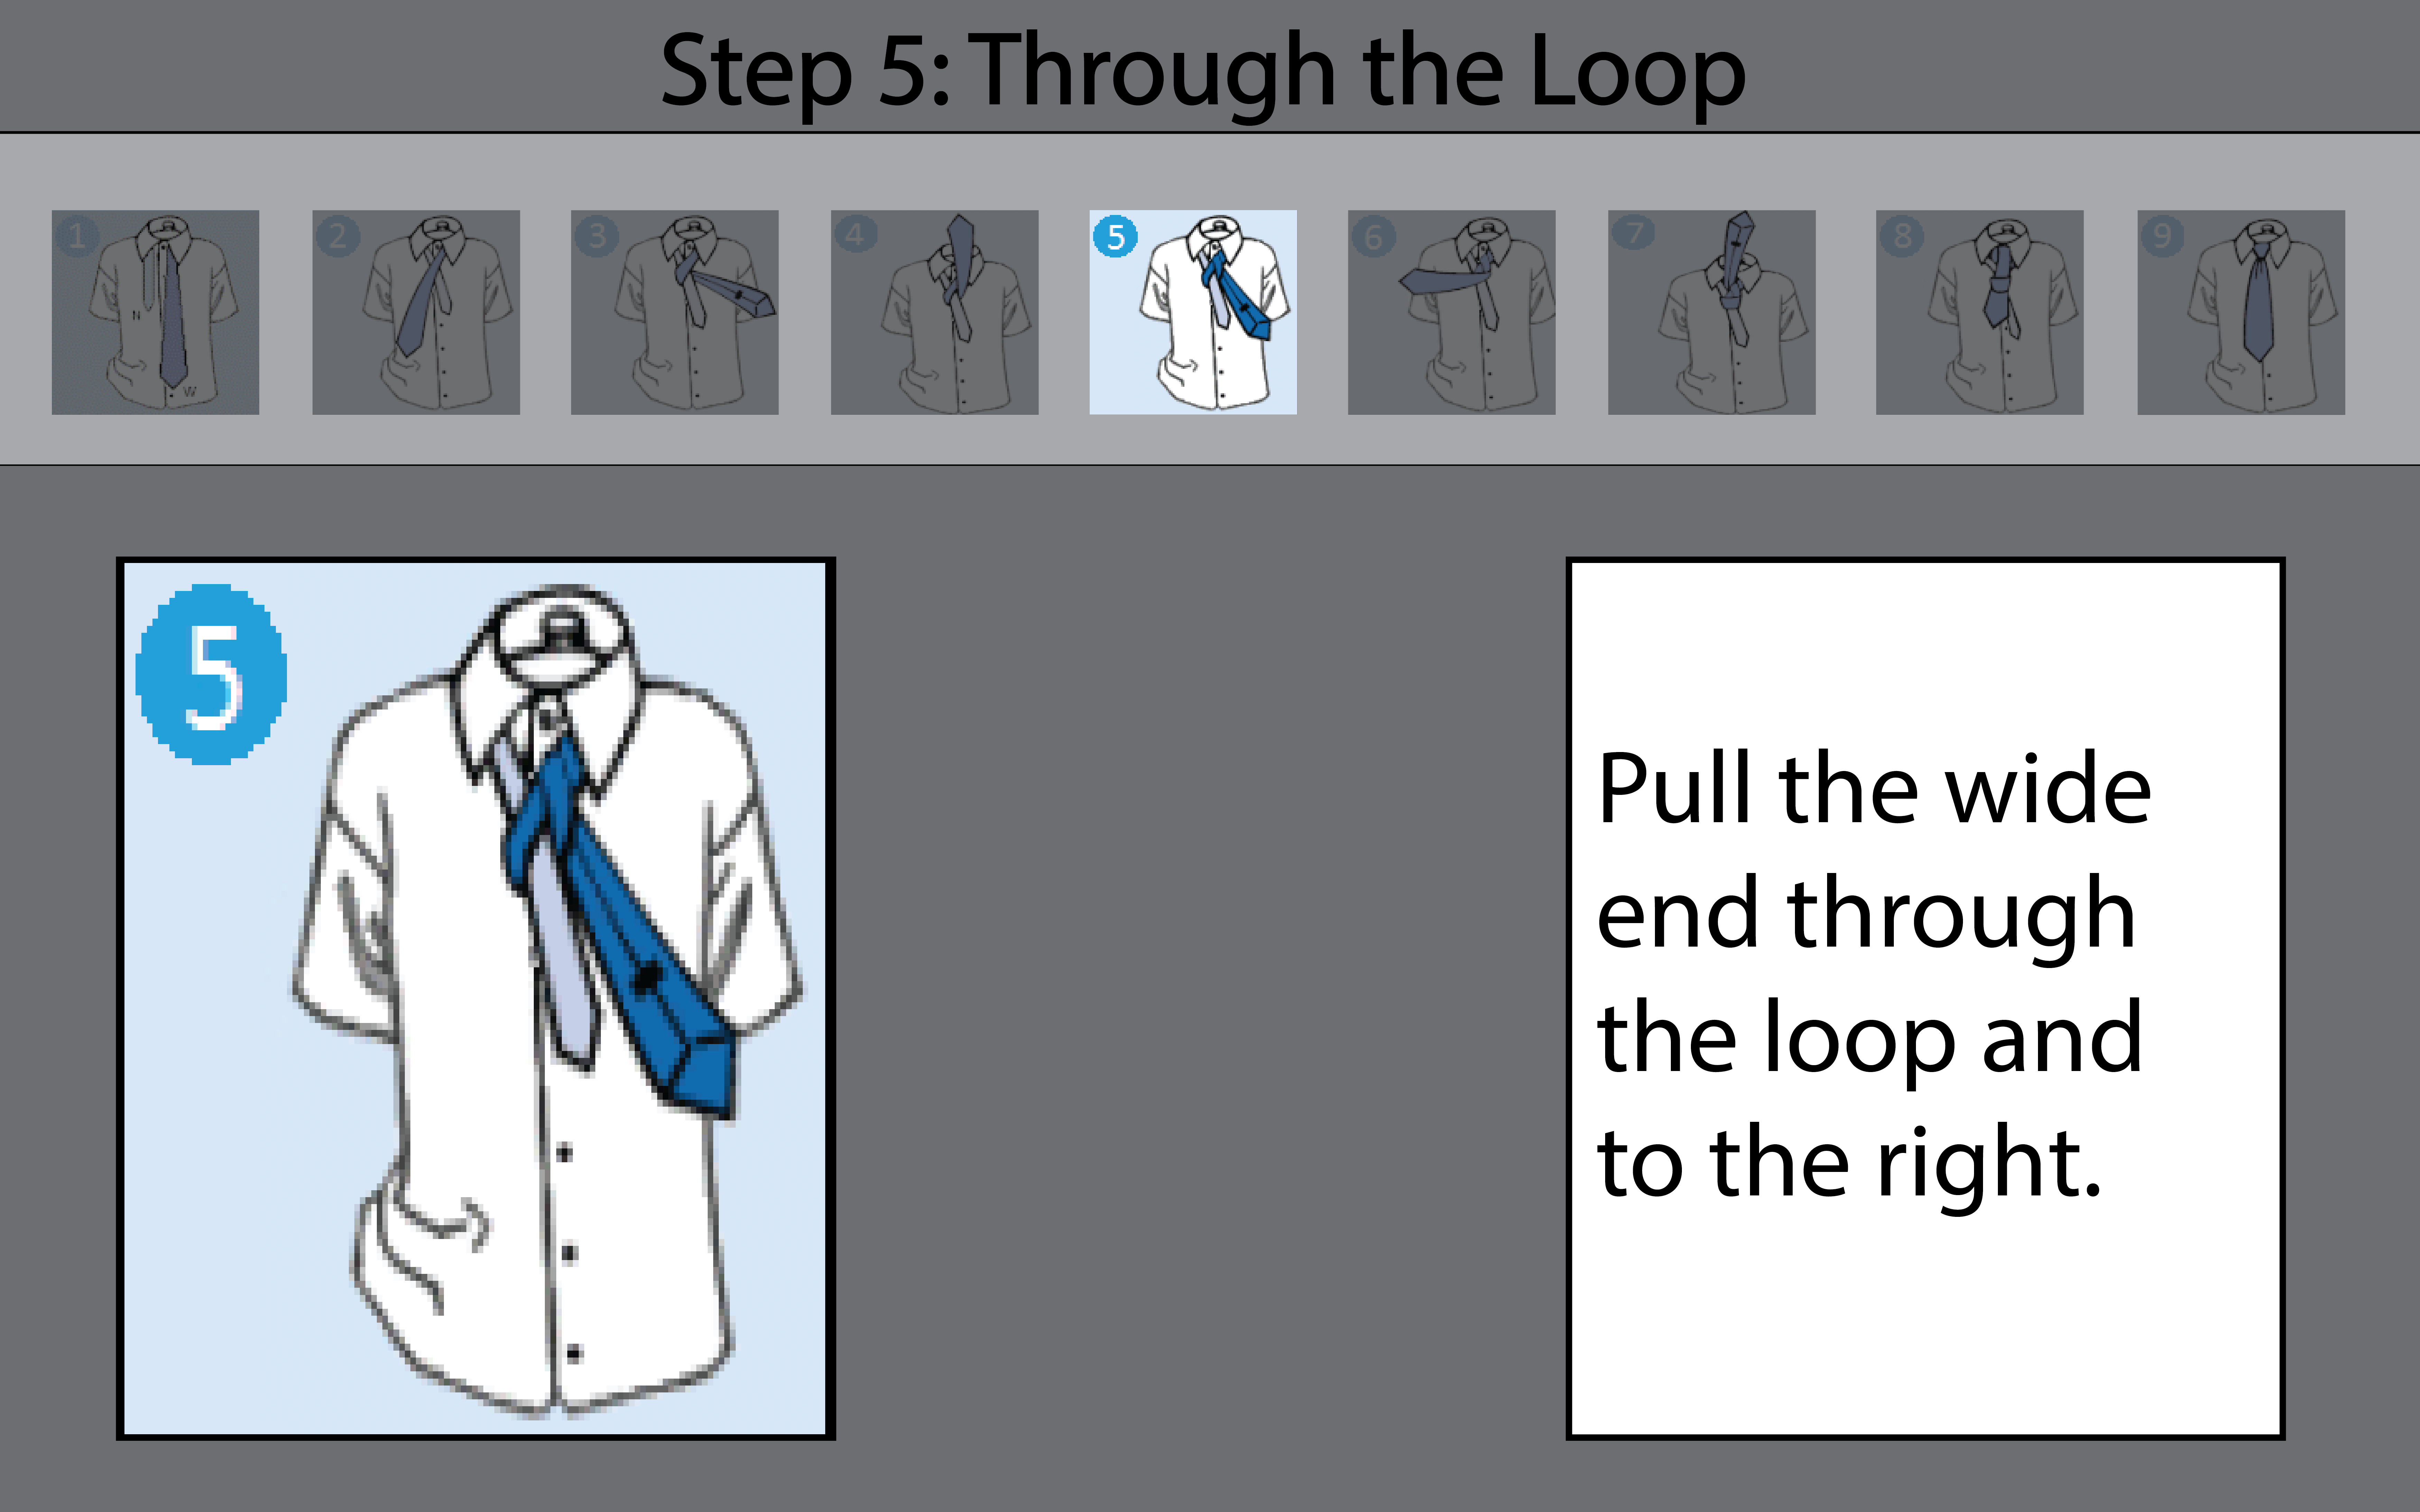 Step 5: Through the Loop
1 2 3 4 5 6 7 8 9
N
W
5
Pull the wide
end through
the loop and
to the right.